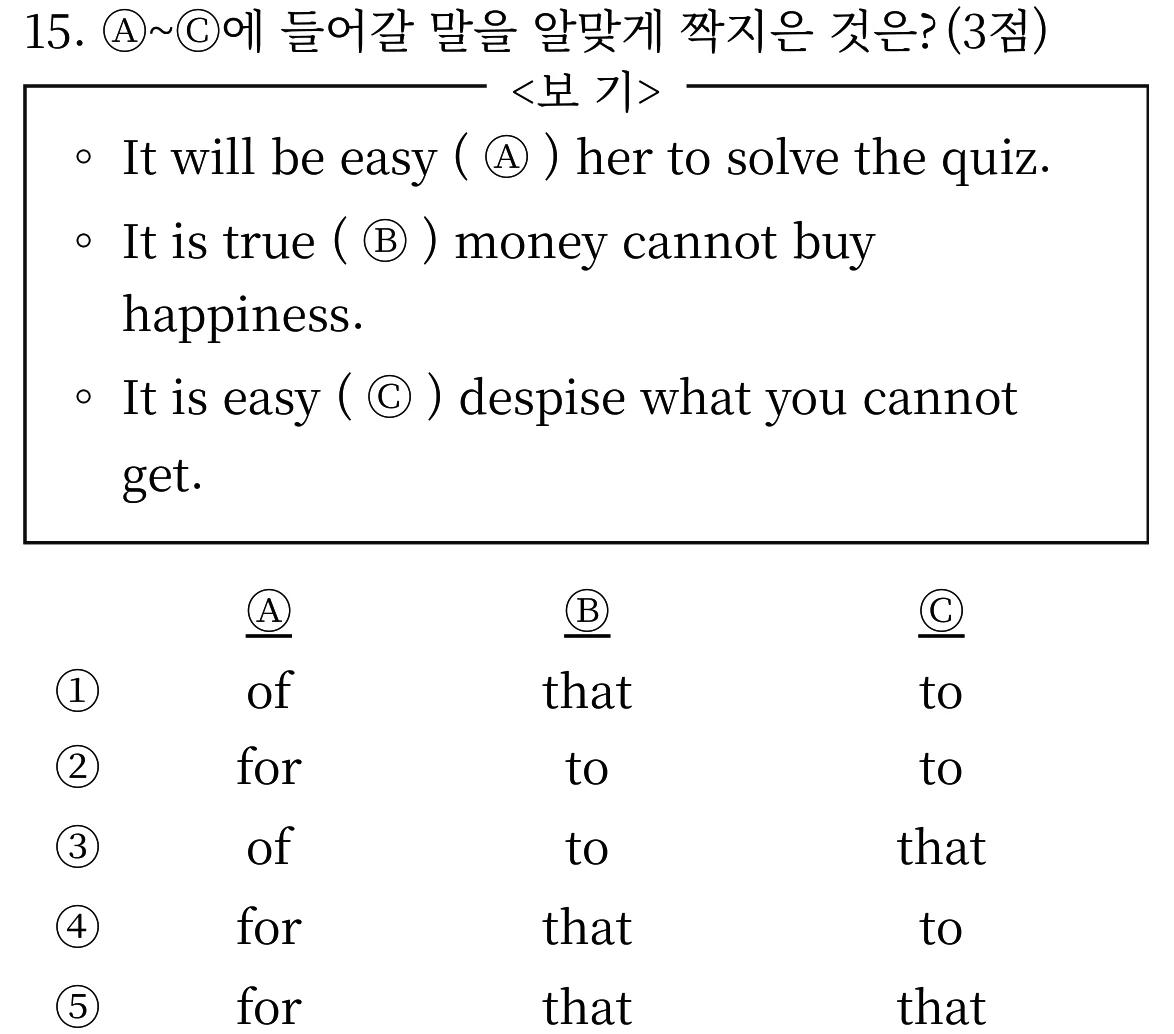 15. Ⓐ~Ⓒ에 들어갈 말을 알맞게 짝지은 것은?(3점)
<보 기>
◦ It will be easy ( Ⓐ ) her to solve the quiz.
◦ It is true ( Ⓑ ) money cannot buy
happiness.
◦ It is easy ( Ⓒ ) despise what you cannot
get.
Ⓐ Ⓑ Ⓒ
① of that to
② for to to
③ of to that
④ for that to
⑤ for that that